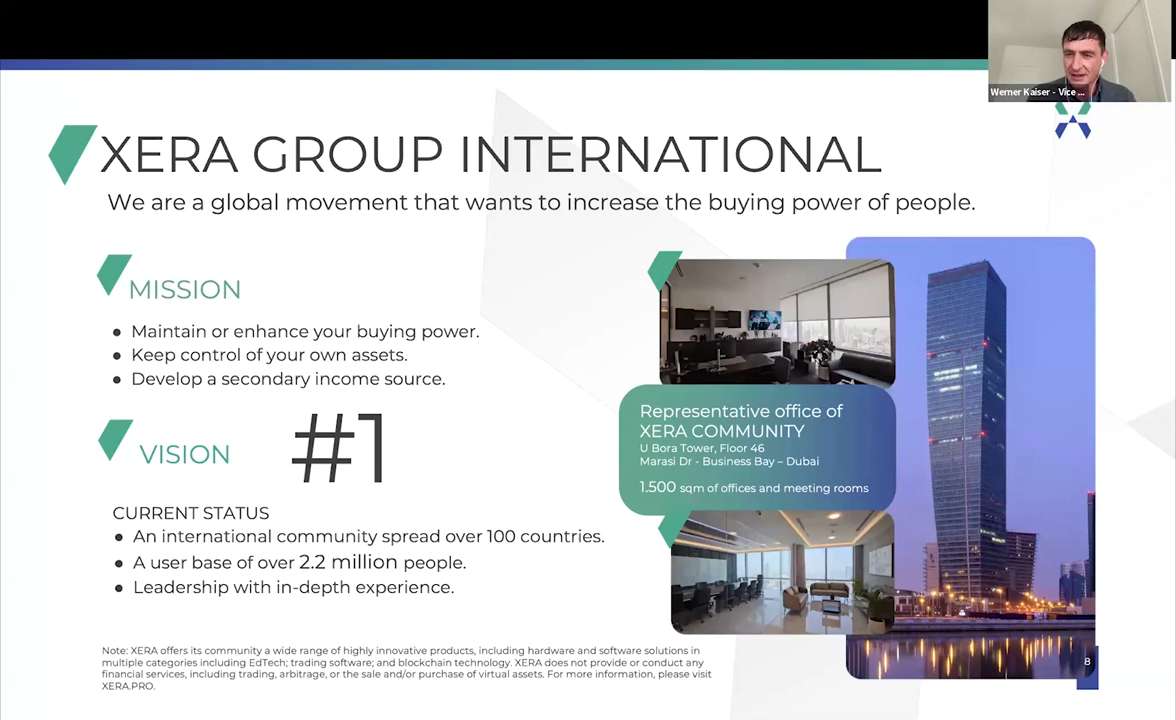 Werner Kaiser - Vice ...
XERA GROUP INTERNATIONAL
We are a global movement that wants to increase the buying power of people.
MISSION
● Maintain or enhance your buying power.
● Keep control of your own assets.
● Develop a secondary income source.
VISION
#1
CURRENT STATUS
● An international community spread over 100 countries.
● A user base of over 2.2 million people.
● Leadership with in-depth experience.
Representative office of
XERA COMMUNITY
U Bora Tower, Floor 46
Marasi Dr - Business Bay – Dubai
1.500 sqm of offices and meeting rooms
Note: XERA offers its community a wide range of highly innovative products, including hardware and software solutions in
multiple categories including EdTech; trading software; and blockchain technology. XERA does not provide or conduct any
financial services, including trading, arbitrage, or the sale and/or purchase of virtual assets. For more information, please visit
XERA.PRO.
8